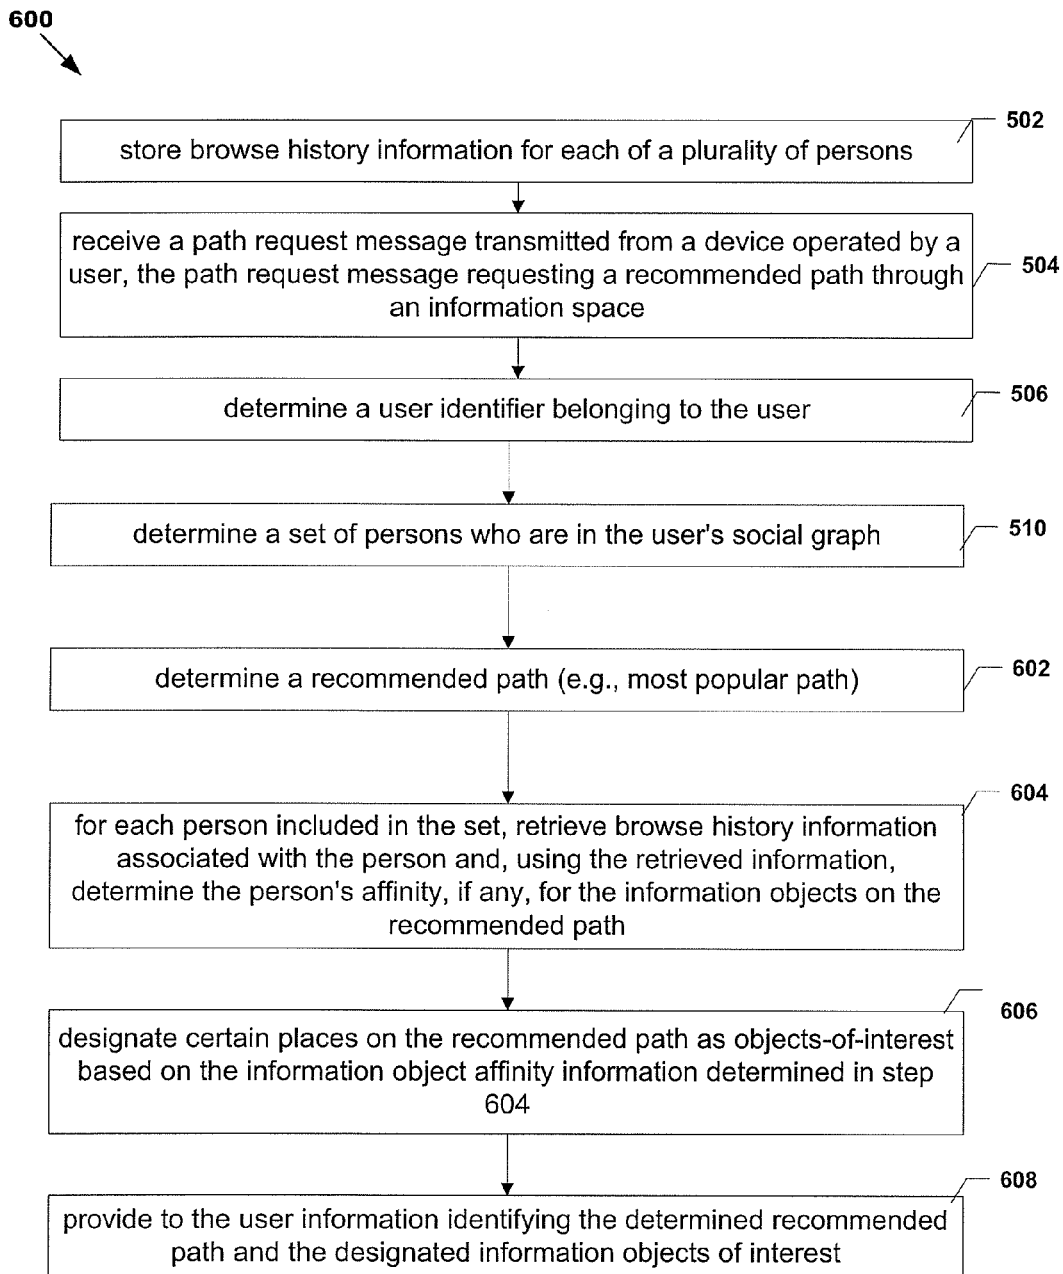 600
502
store browse history information for each of a plurality of persons
receive a path request message transmitted from a device operated by a
user, the path request message requesting a recommended path through
an information space
504
506
determine a user identifier belonging to the user
determine a set of persons who are in the user's social graph
510
determine a recommended path (e.g., most popular path)
602
604
for each person included in the set, retrieve browse history information
associated with the person and, using the retrieved information,
determine the person's affinity, if any, for the information objects on the
recommended path
606
designate certain places on the recommended path as objects-of-interest
based on the information object affinity information determined in step
604
608
provide to the user information identifying the determined recommended
path and the designated information objects of interest